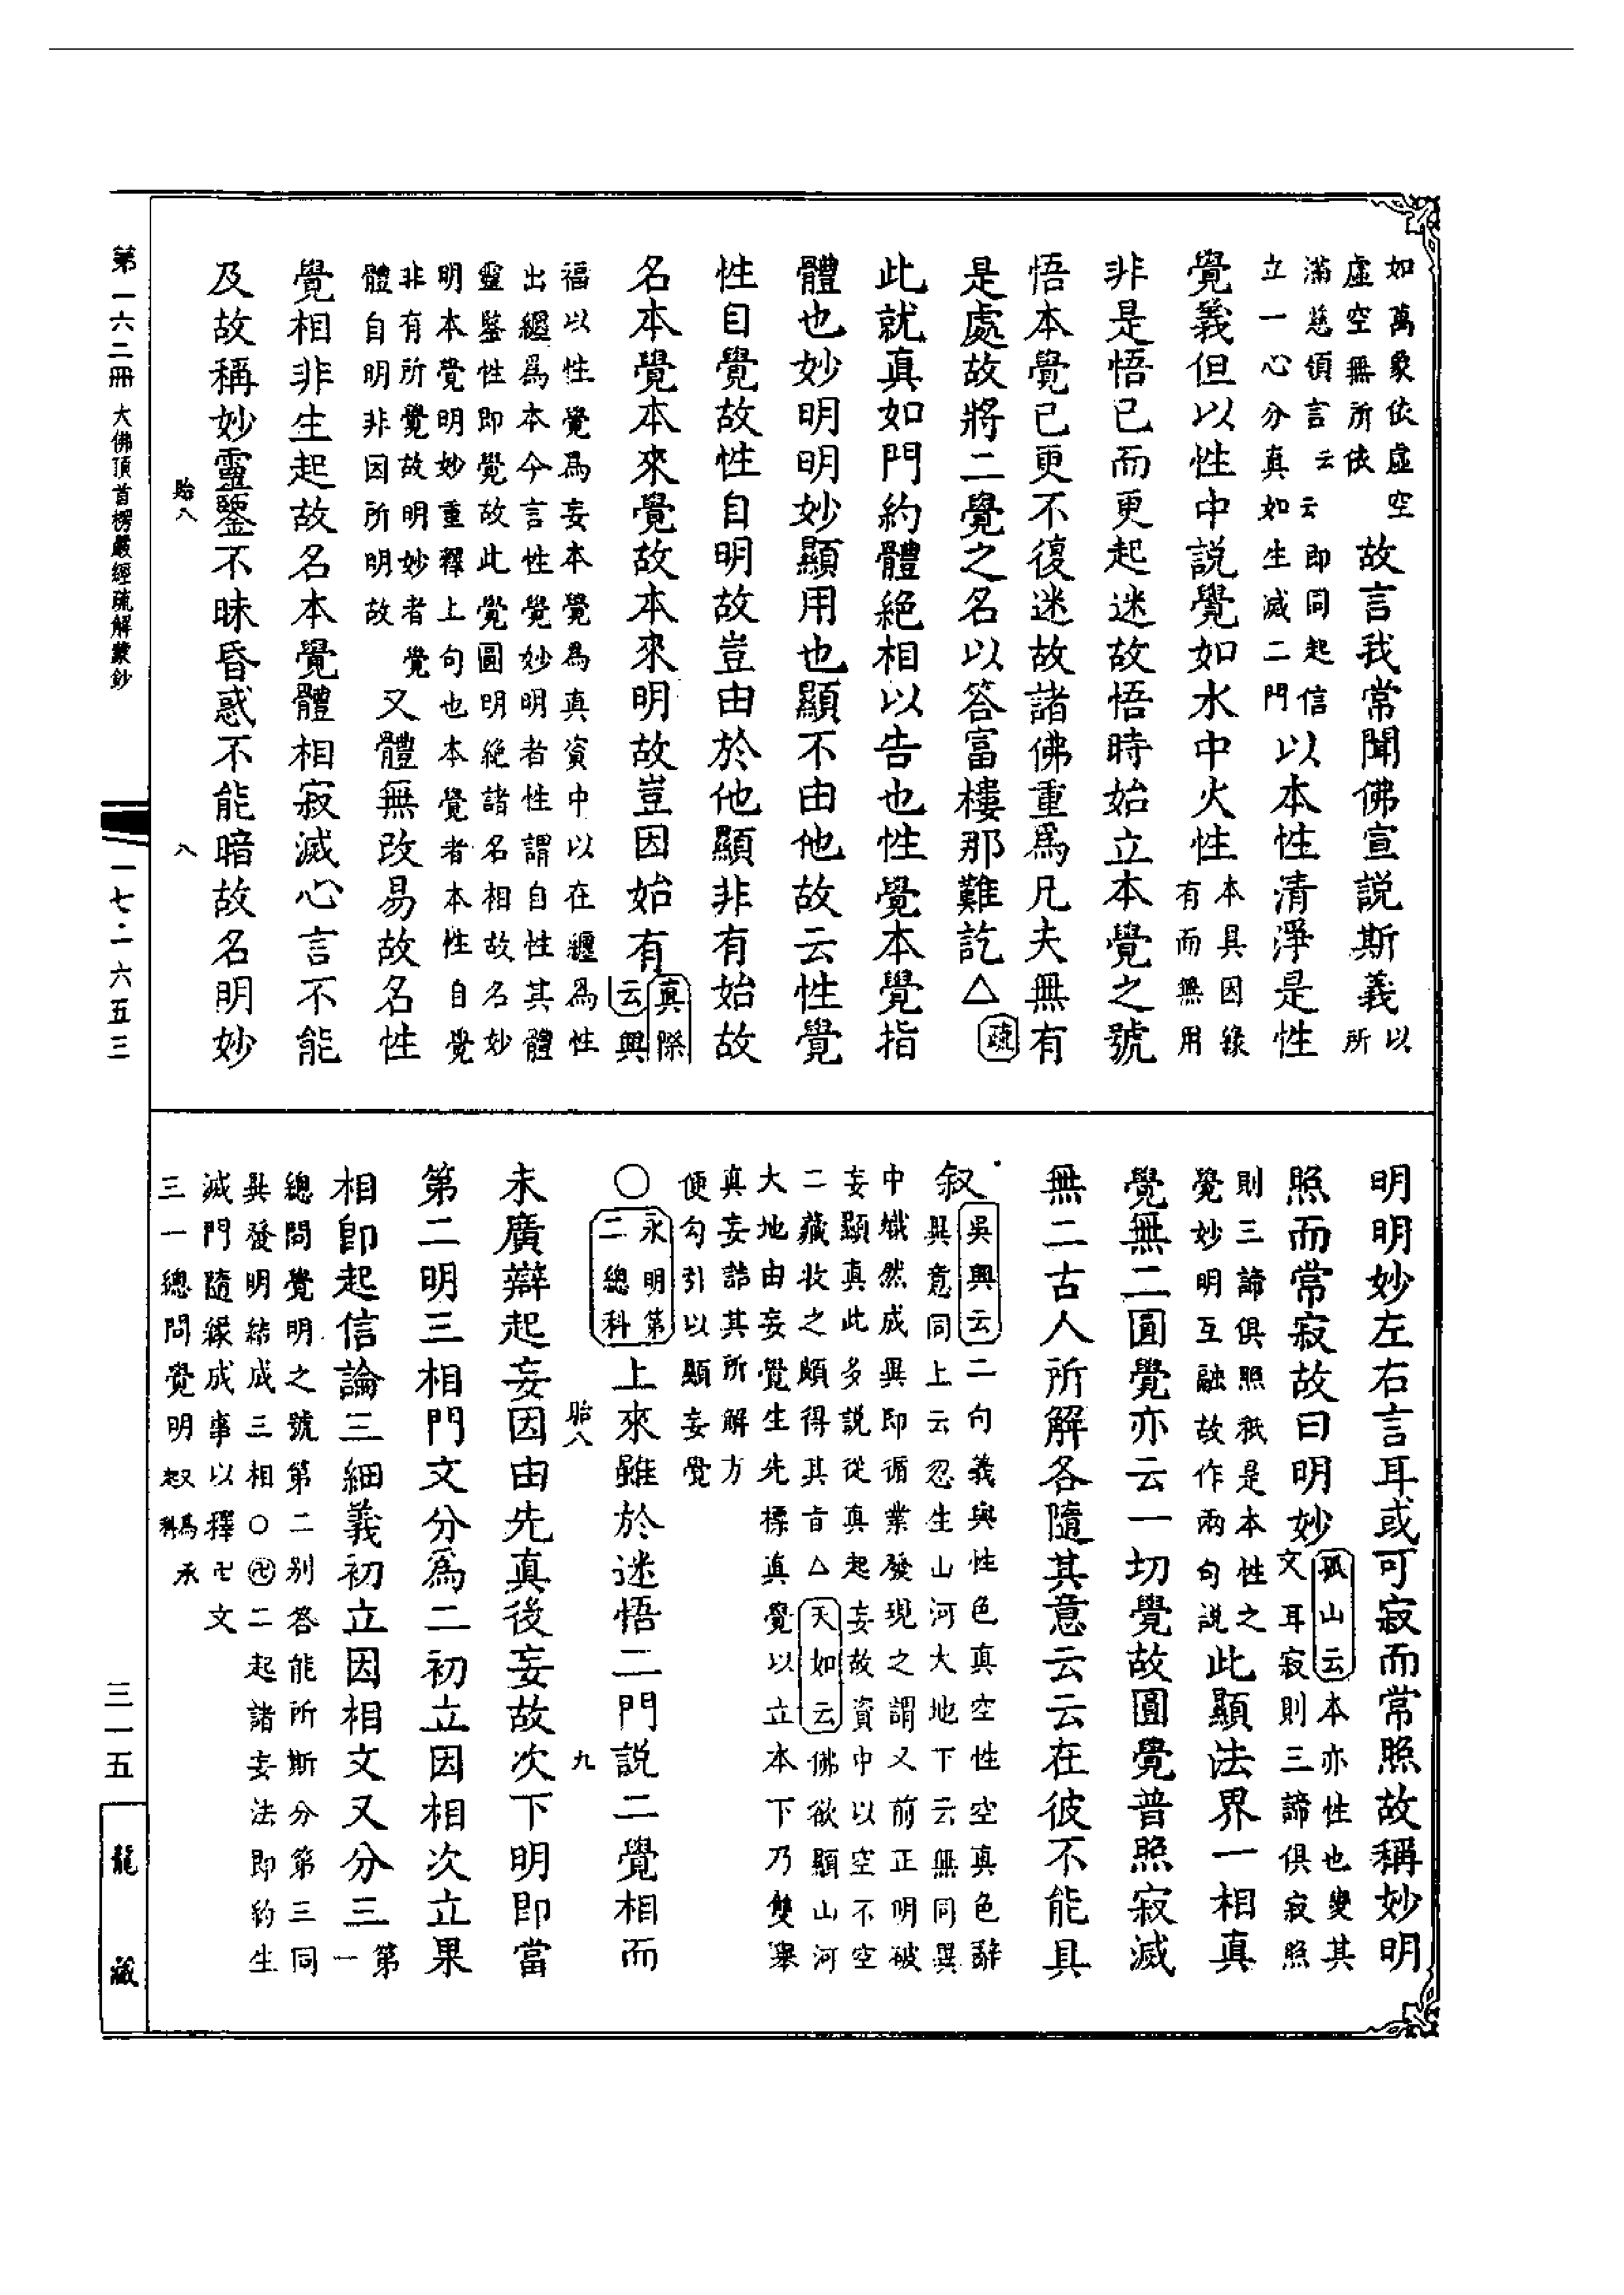 如萬象依虛空
虛空無所依
滿慈領言云云
立一心分真如
故言我常聞佛宣說斯義
以
所
即同起信
生滅二門
以本性清淨是性
覺義但以性中說覺如水中火性
本具因緣
有而無用
非是悟已而更起迷故悟時始立本覺之號
悟本覺已更不復迷故諸佛重為凡夫無有
是處故將二覺之名以答富樓那難訖△疏
此就真如門約體絕相以告也性覺本覺指
體也妙明明妙顯用也顯不由他故云性覺
性自覺故性自明故豈由於他顯非有始故
名本覺本來覺故本來明故豈因始有
真際
云興
福以性覺為妄本覺為真資中以在纏為性
出纏為本今言性覺妙明者性謂自性其體
靈鑒性即覺故此覺圓明絕諸名相故名妙
明本覺明妙重釋上句也本覺者本性自覺
非有所覺故明妙者覺
體自明非因所明故
又體無改易故名性
覺相非生起故名本覺體相寂滅心言不能
及故稱妙靈鑒不昧昏惑不能暗故名明妙
明明妙左右言耳或可寂而常照故稱妙明
照而常寂故曰明妙
孤山云本亦性也變其
文耳寂則三諦俱寂照
則三諦俱照秖是本性之
覺妙明互融故作兩句說
此顯法界一相真
覺無二圓覺亦云一切覺故圓覺普照寂滅
無二古人所解各隨其意云云在彼不能具
叙
吳興云二句義與性色真空性空真色辭
異意同上云忽生山河大地下云無同異
中熾然成異即循業發現之謂又前正明破
妄顯真此多說從真起妄故資中以空不空
二藏收之頗得其旨△天如云佛欲顯山河
大地由妄覺生先標真覺以立本下乃雙舉
真妄詰其所解方
便勾引以顯妄覺
○
永明第
二總科
上來雖於迷悟二門說二覺相而
未廣辯起妄因由先真後妄故次下明即當
第二明三相門文分為二初立因相次立果
相即起信論三細義初立因相文又分三
第
一
總問覺明之號第二別答能所斯分第三同
異發明結成三相○卍二起諸妄法即約生
滅門隨緣成事以釋卍文
三一總問覺明
叙為
科
承
第一六二冊 大佛頂首楞嚴經疏解蒙鈔
一七·一六五三
三一五
龍藏
貽八
八
貽八
九